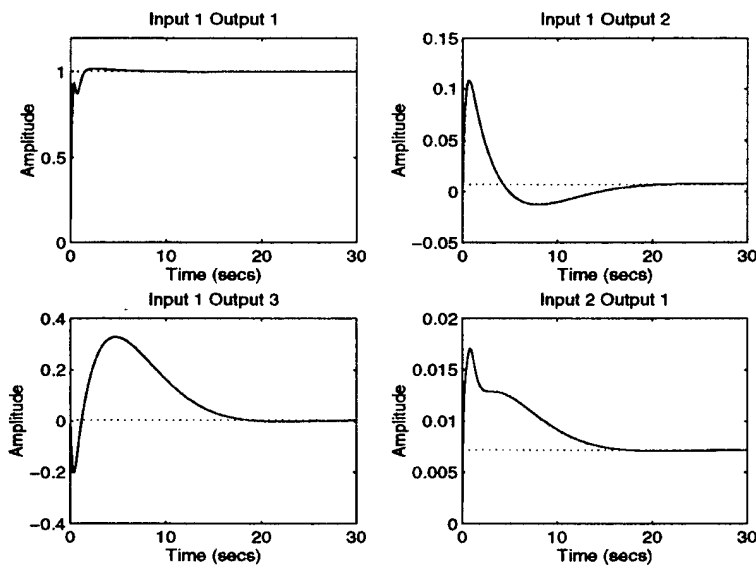 Input 1 Output 1
1
0.5
0
Amplitude
0 10 20 30
Time (secs)
Input 1 Output 2
0.15
0.1
0.05
0
−0.05
Amplitude
0 10 20 30
Time (secs)
Input 1 Output 3
0.4
0.2
0
−0.2
−0.4
Amplitude
0 10 20 30
Time (secs)
Input 2 Output 1
0.02
0.015
0.01
0.005
0
Amplitude
0 10 20 30
Time (secs)